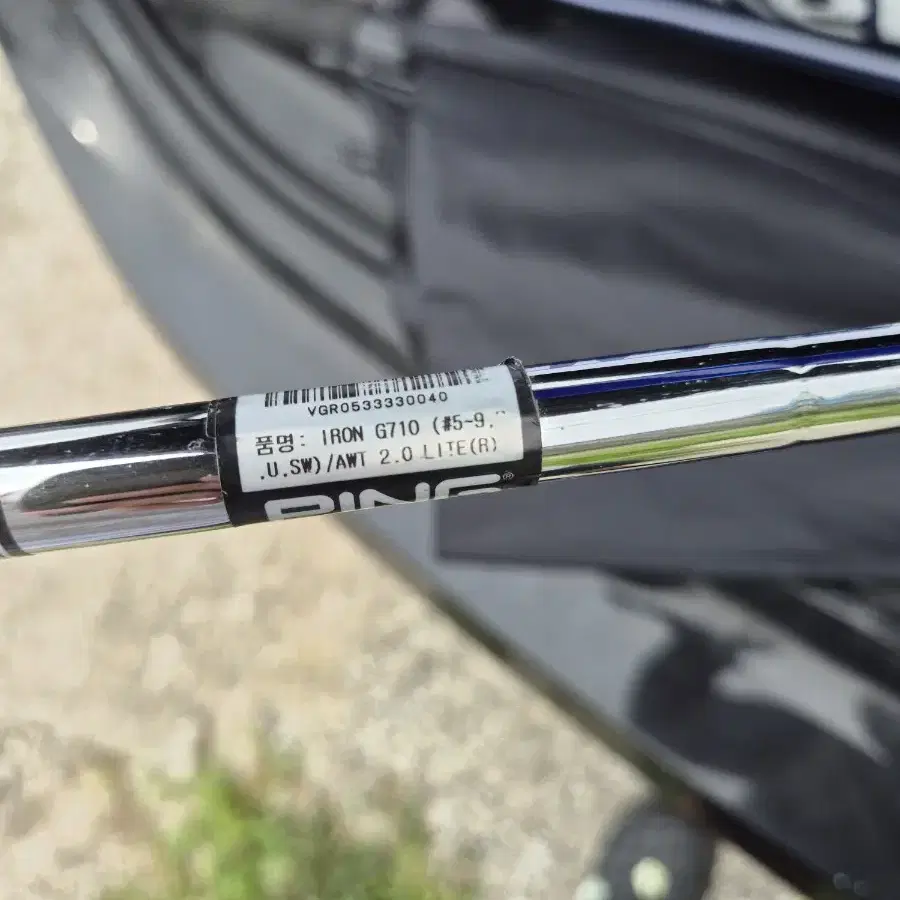 VGR0533330040
품명: IRON G710 (#5~9,
.U.SW)/AWT 2.0 LITE(R)
PING®